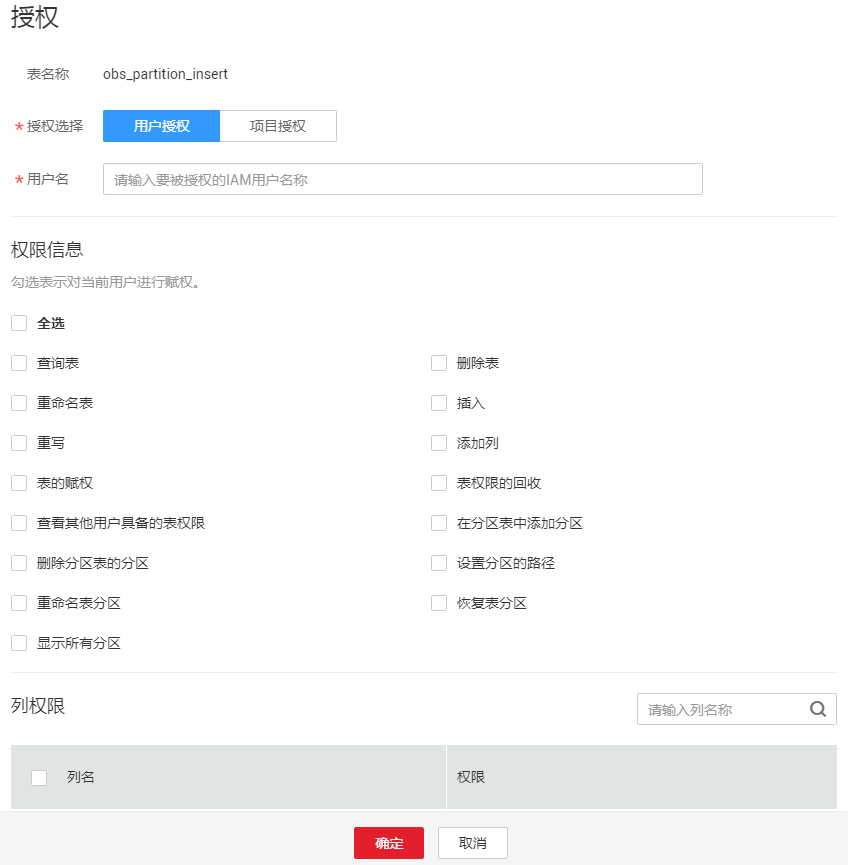 授权
表名称 obs_partition_insert
* 授权选择 用户授权 项目授权
* 用户名 请输入要被授权的IAM用户名称
权限信息
勾选表示对当前用户进行赋权。
全选
查询表 删除表
重命名表 插入
重写 添加列
表的赋权 表权限的回收
查看其他用户具备的表权限 在分区表中添加分区
删除分区表的分区 设置分区的路径
重命名表分区 恢复表分区
显示所有分区
列权限 请输入列名称
列名 权限
确定 取消